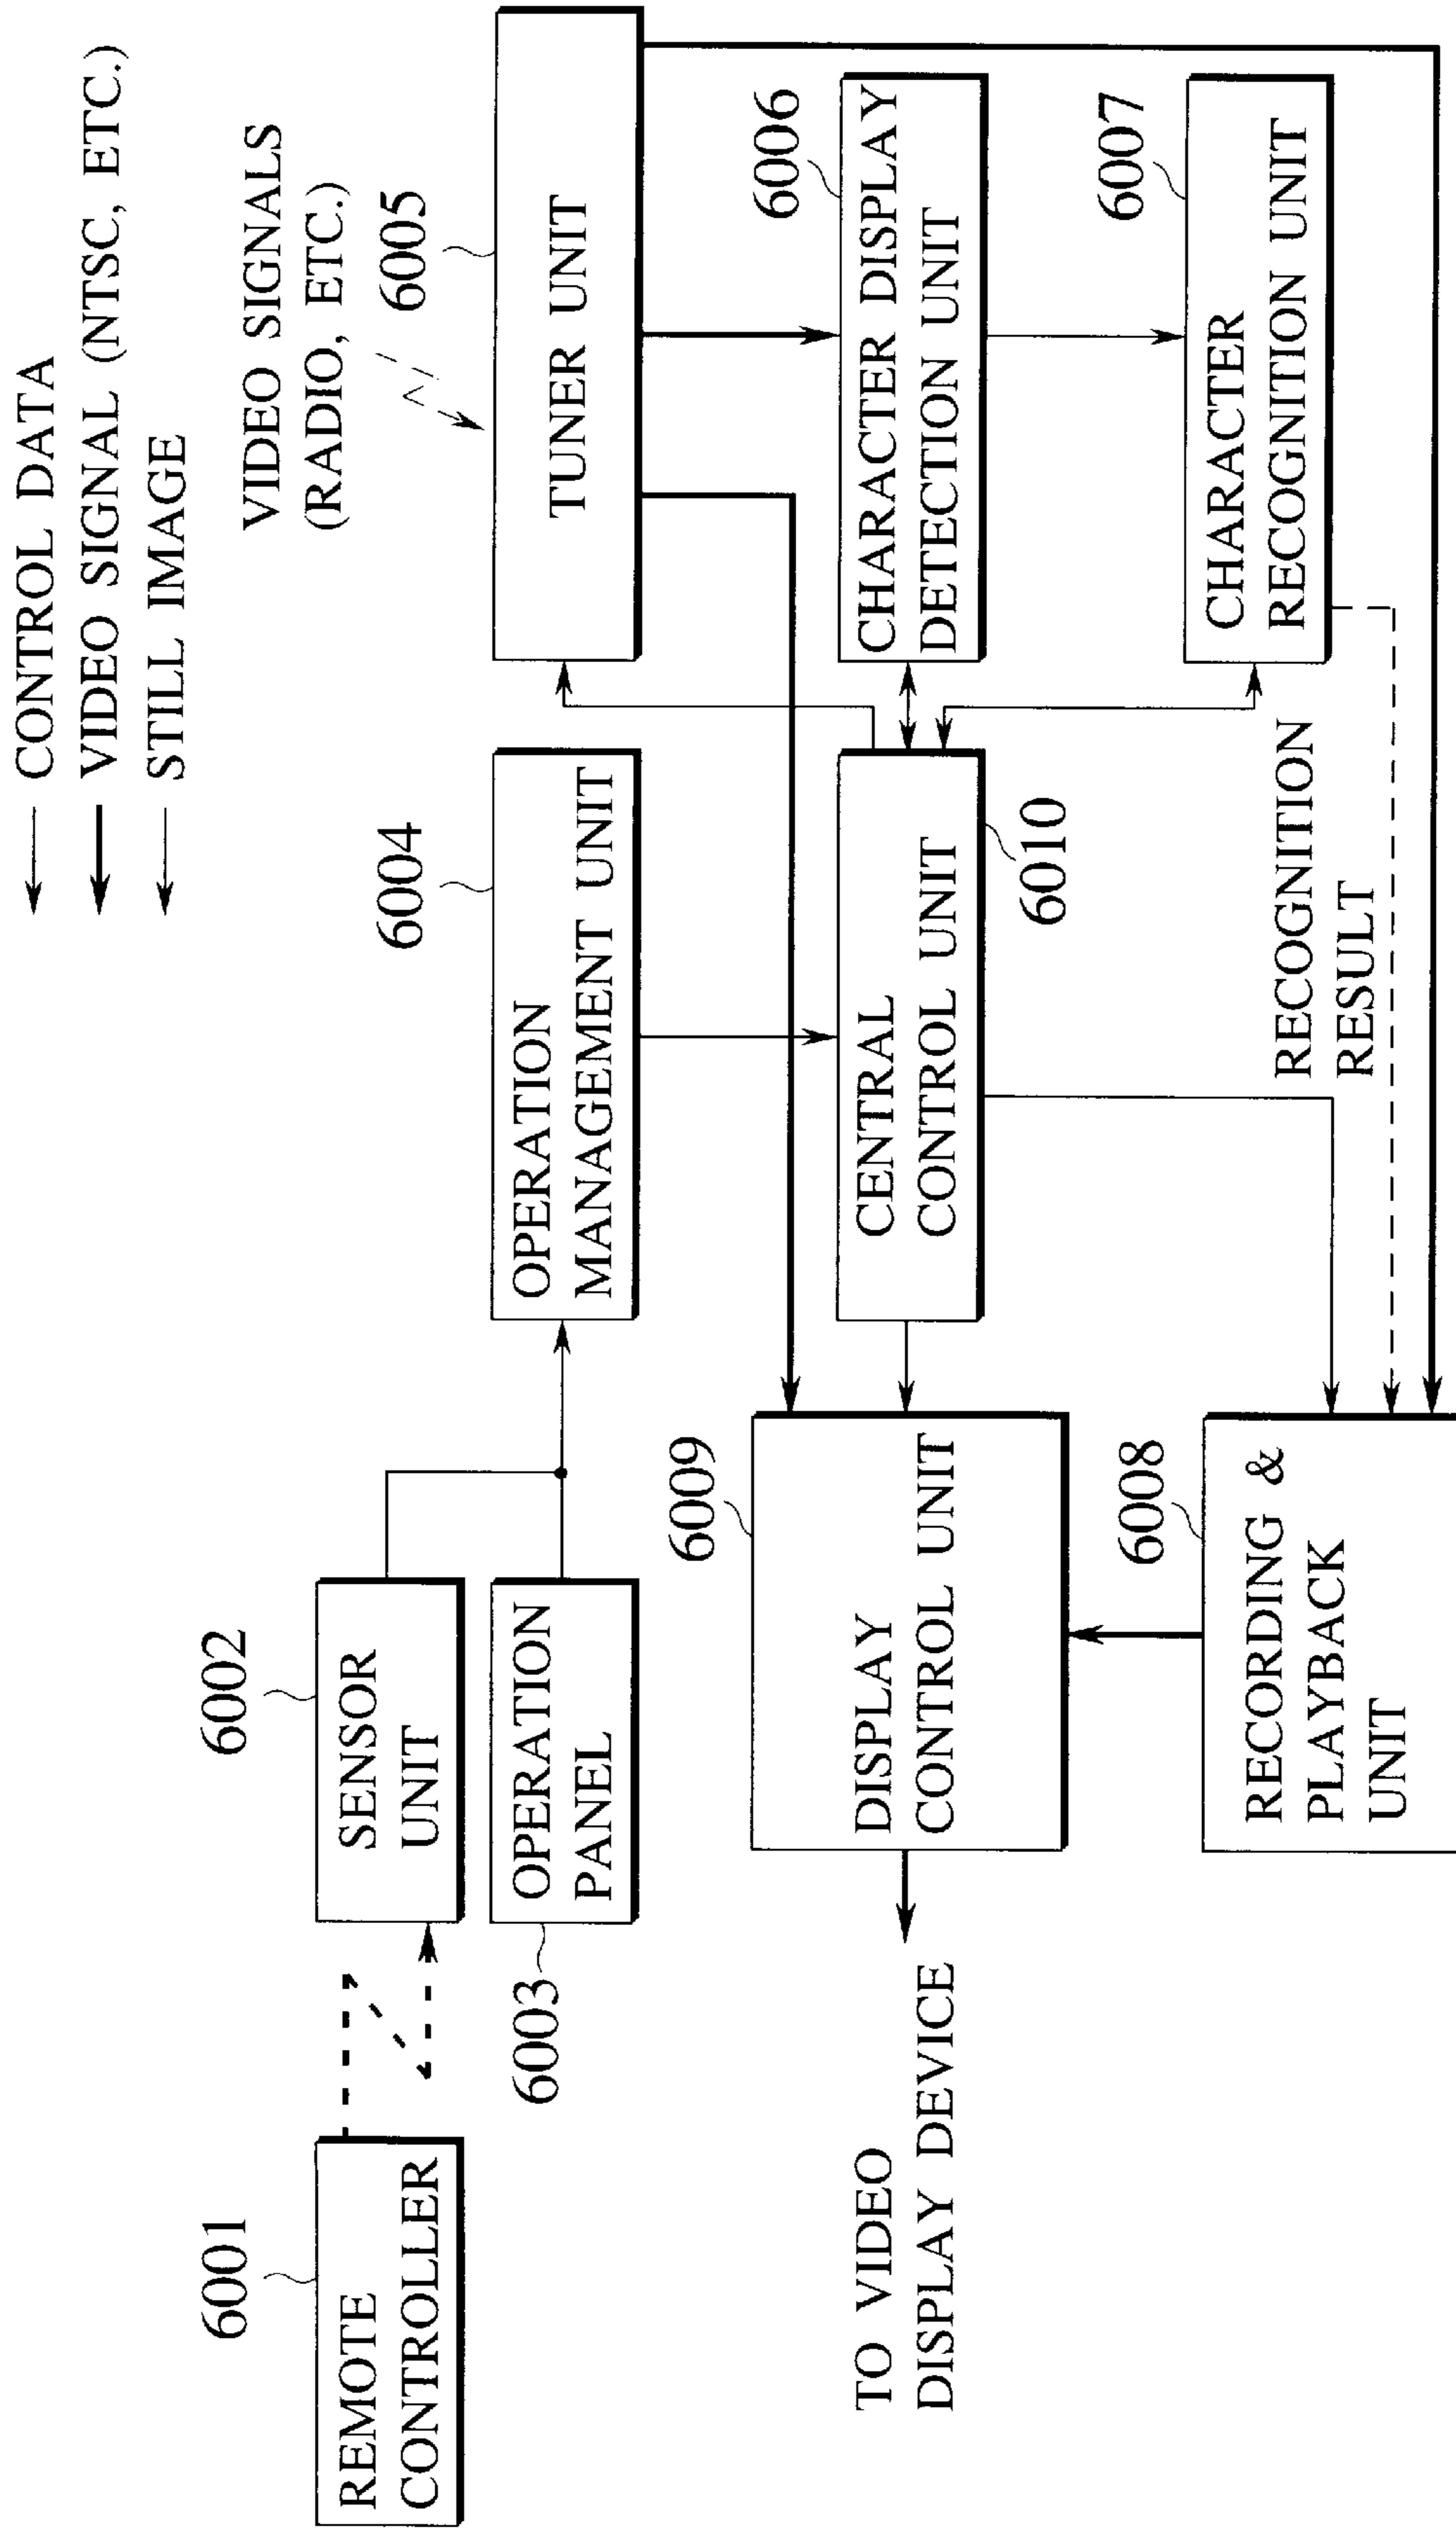 CONTROL DATA
VIDEO SIGNAL (NTSC, ETC.)
STILL IMAGE
VIDEO SIGNALS
(RADIO, ETC.)
6001
REMOTE
CONTROLLER
6002
SENSOR
UNIT
6003
OPERATION
PANEL
6004
OPERATION
MANAGEMENT UNIT
6005
TUNER UNIT
6009
DISPLAY
CONTROL UNIT
TO VIDEO
DISPLAY DEVICE
CENTRAL
CONTROL UNIT
6010
6006
CHARACTER DISPLAY
DETECTION UNIT
6008
RECORDING &
PLAYBACK
UNIT
RECOGNITION
RESULT
6007
CHARACTER
RECOGNITION UNIT